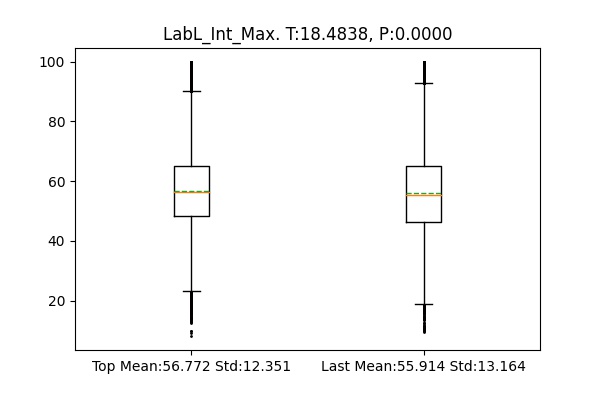 LabL_Int_Max. T:18.4838, P:0.0000
100
80
60
40
20
Top Mean:56.772 Std:12.351
Last Mean:55.914 Std:13.164